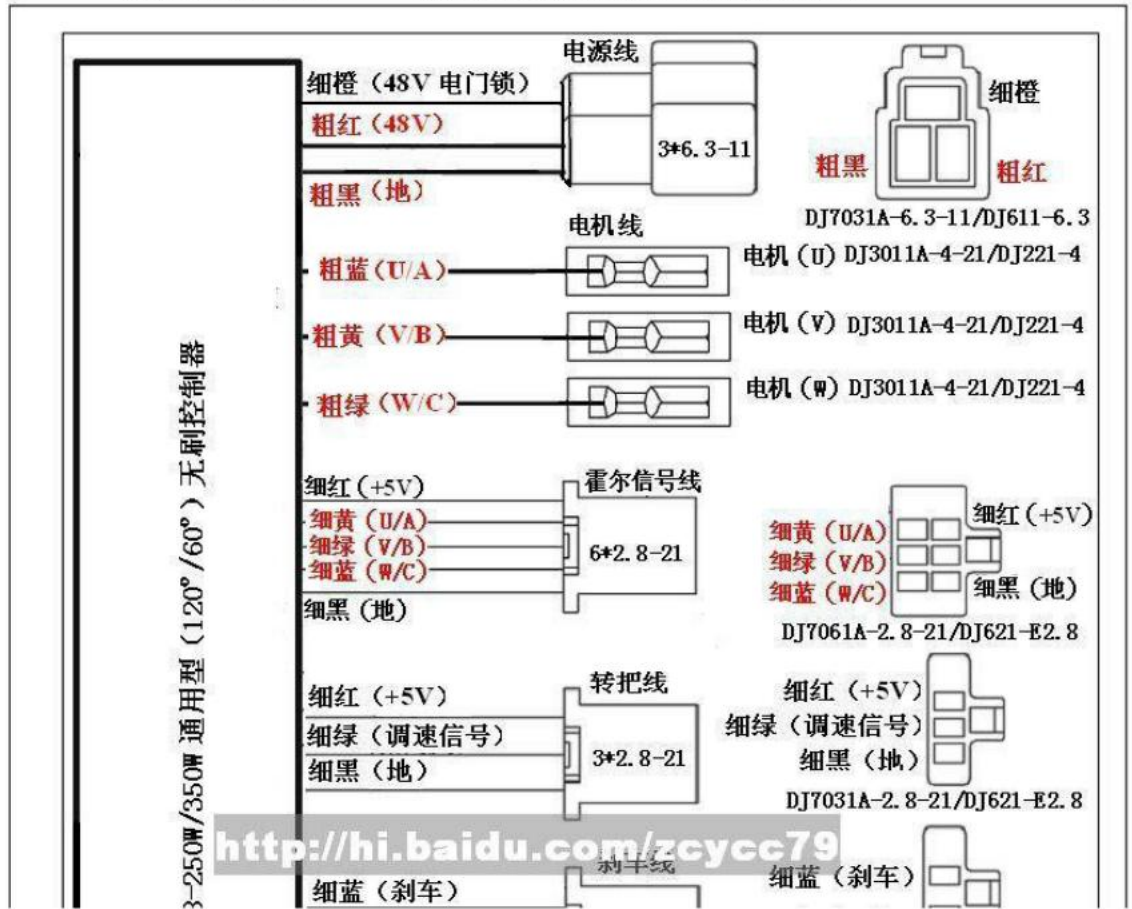 电源线
细橙（48V 电门锁）
粗红（48V）
粗黑（地）
3*6.3-11
细橙
粗黑
粗红
DJ7031A-6.3-11/DJ611-6.3
电机线
粗蓝（U/A）
电机（U）DJ3011A-4-21/DJ221-4
粗黄（V/B）
电机（V）DJ3011A-4-21/DJ221-4
粗绿（W/C）
电机（W）DJ3011A-4-21/DJ221-4
-250W/350W 通用型（120°/60°）无刷控制器
霍尔信号线
细红（+5V）
细黄（U/A）
细绿（V/B）
细蓝（W/C）
细黑（地）
6*2.8-21
细红（+5V）
细黄（U/A）
细绿（V/B）
细蓝（W/C）
细黑（地）
DJ7061A-2.8-21/DJ621-E2.8
转把线
细红（+5V）
细绿（调速信号）
细黑（地）
3*2.8-21
细红（+5V）
细绿（调速信号）
细黑（地）
DJ7031A-2.8-21/DJ621-E2.8
http://hi.baidu.com/zcycc79
刹车线
细蓝（刹车）
细蓝（刹车）